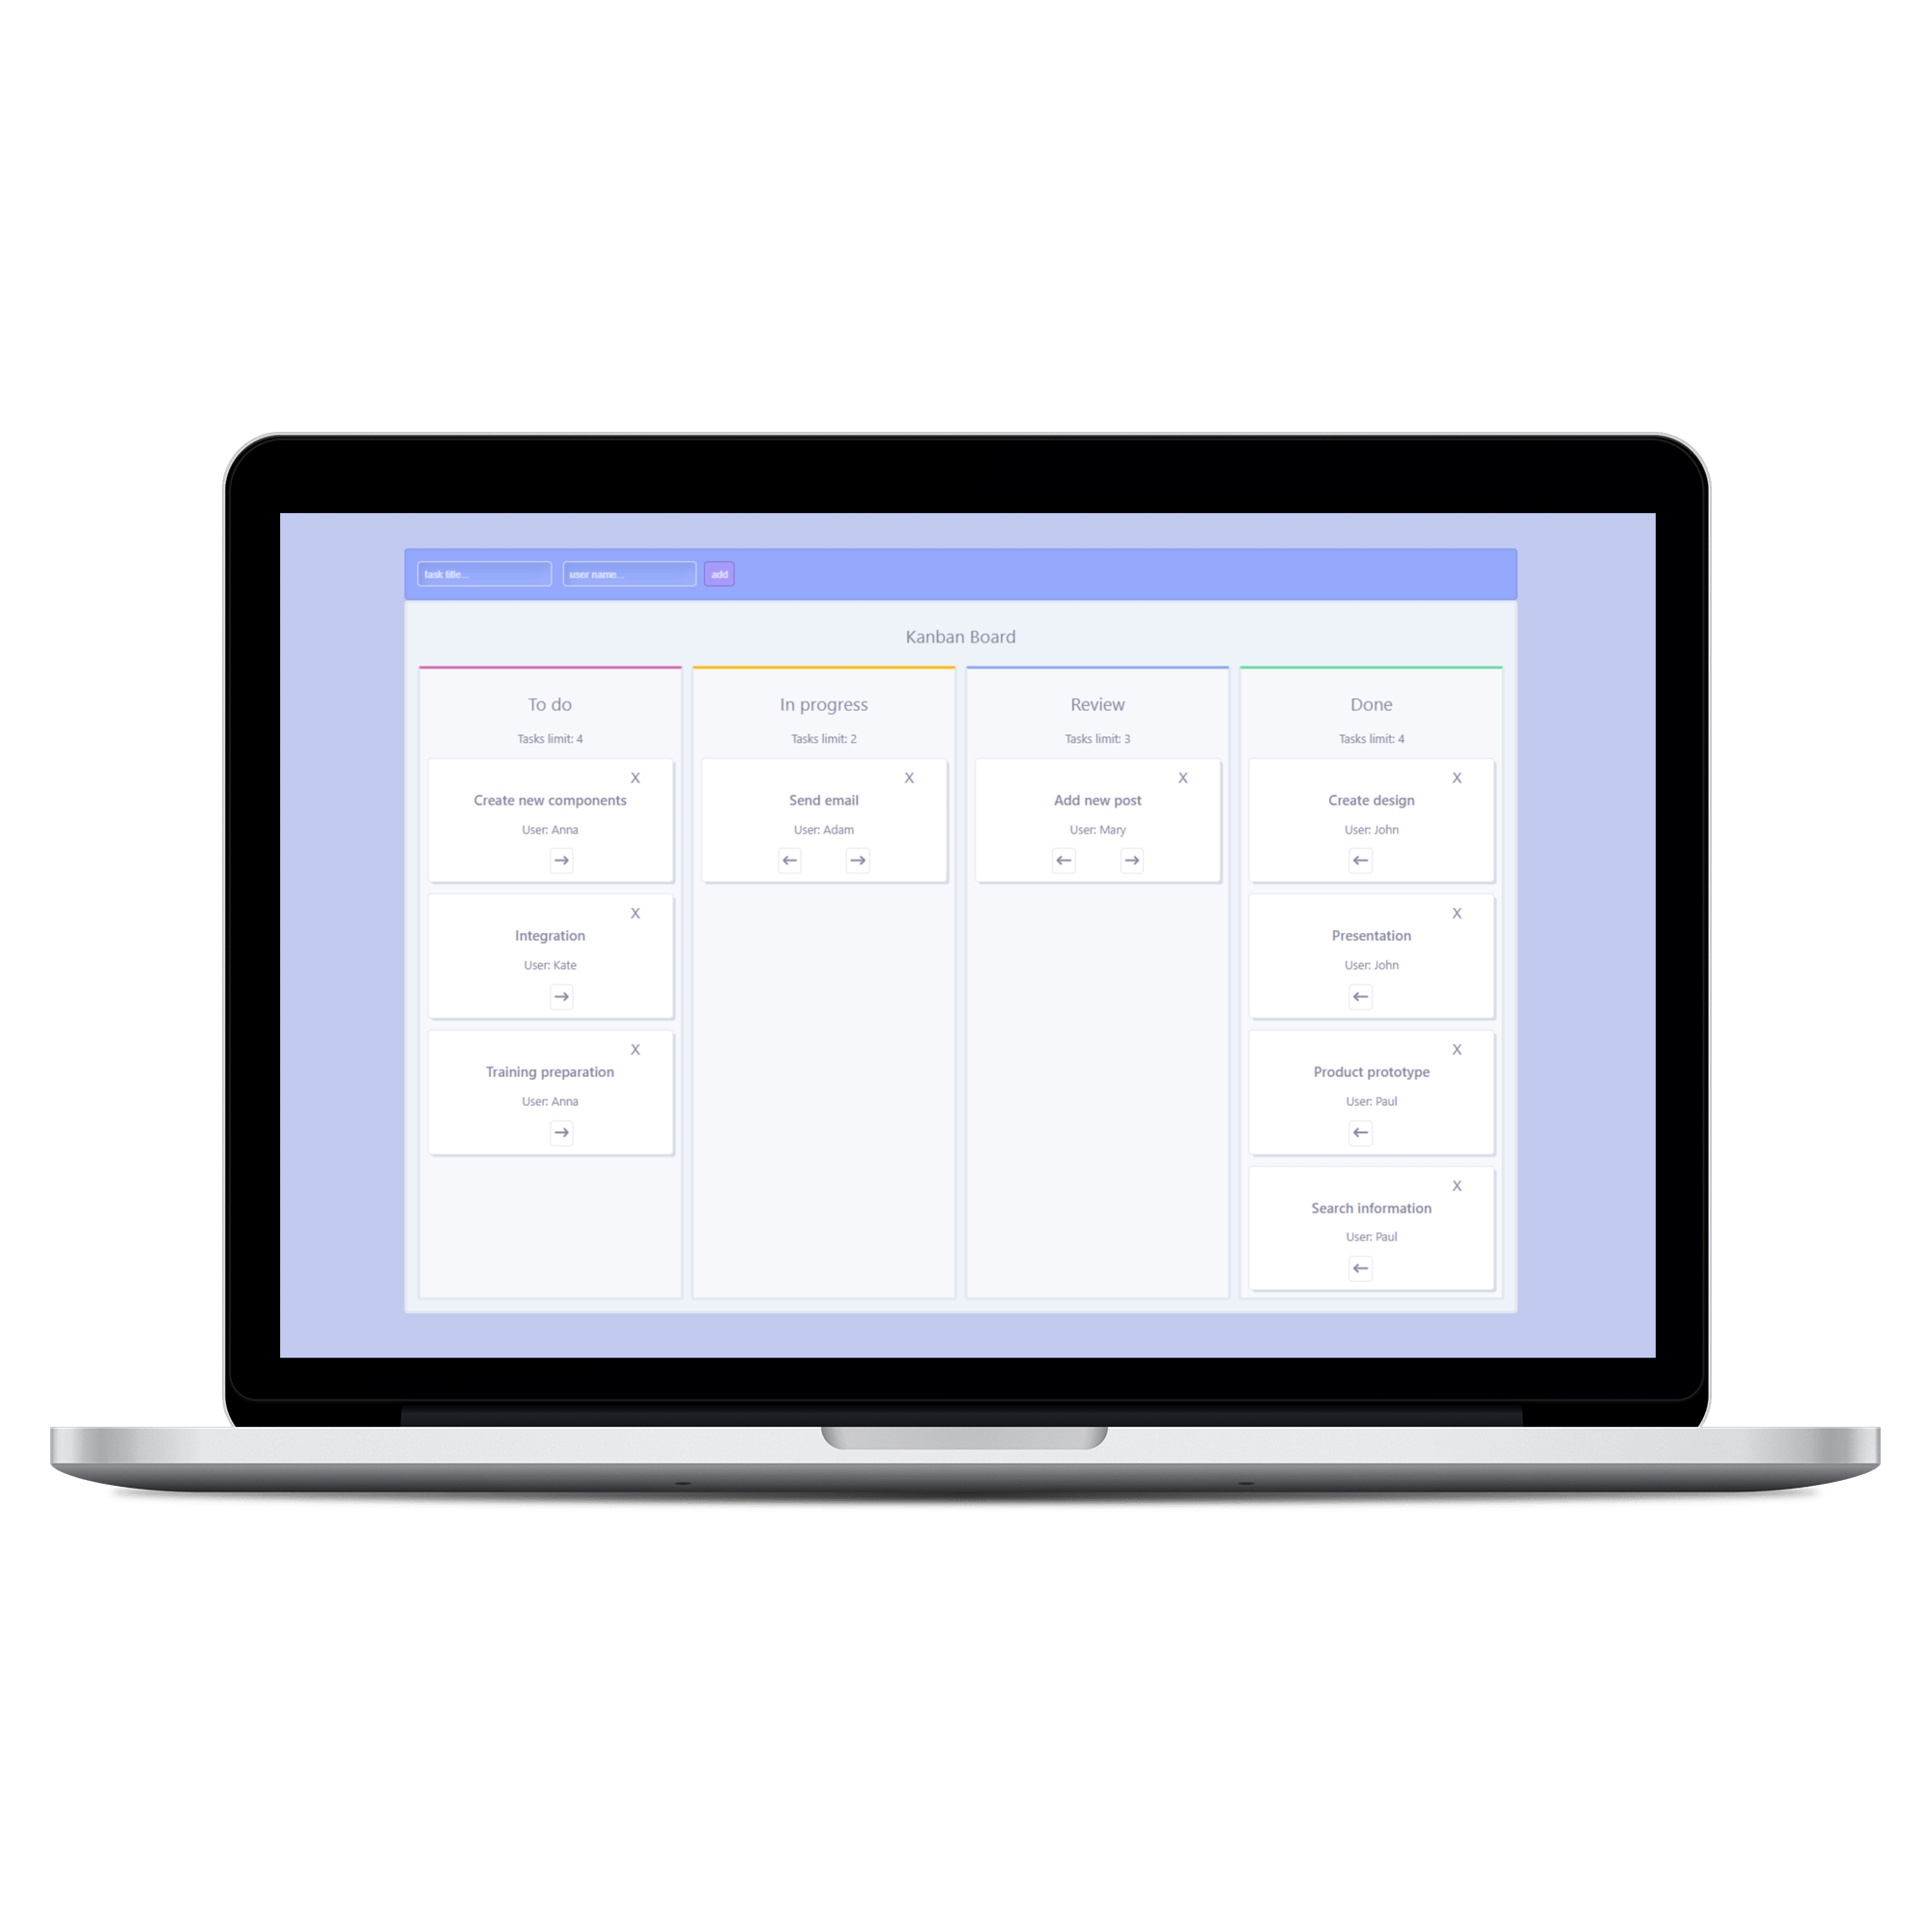 task title...
user name...
add
Kanban Board
To do
Tasks limit: 4
X
Create new components
User: Anna
→
X
Integration
User: Kate
→
X
Training preparation
User: Anna
→
In progress
Tasks limit: 2
X
Send email
User: Adam
← →
Review
Tasks limit: 3
X
Add new post
User: Mary
← →
Done
Tasks limit: 4
X
Create design
User: John
←
X
Presentation
User: John
←
X
Product prototype
User: Paul
←
X
Search information
User: Paul
←